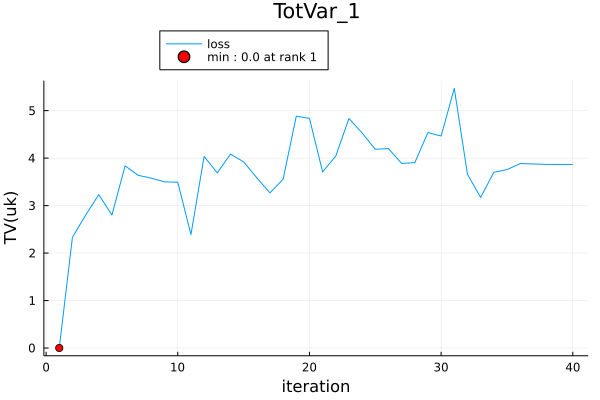 TotVar_1
loss
min : 0.0 at rank 1
TV(uk)
5
4
3
2
1
0
0 10 20 30 40
iteration